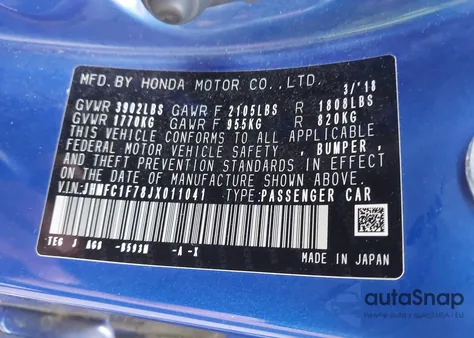 MFD. BY HONDA MOTOR CO., LTD. 3/'18
GVWR 3902LBS GAWR F 2105LBS R 1808LBS
GVWR 1770KG GAWR F 955KG R 820KG
THIS VEHICLE CONFORMS TO ALL APPLICABLE
FEDERAL MOTOR VEHICLE SAFETY, BUMPER,
AND THEFT PREVENTION STANDARDS IN EFFECT
ON THE DATE OF MANUFACTURE SHOWN ABOVE.
VIN:JHMFC1F78JX011041 TYPE:PASSENGER CAR
TEG J AG0 -A -X
MADE IN JAPAN
autoSnap